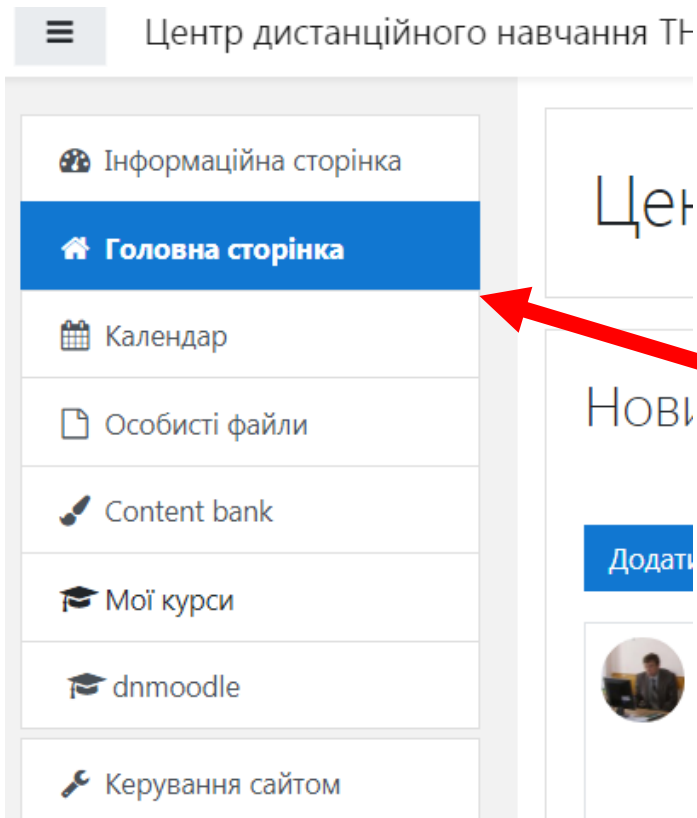 Центр дистанційного навчання ТН
Інформаційна сторінка
Головна сторінка
Календар
Особисті файли
Content bank
Мої курси
dnmoodle
Керування сайтом
Цен
Нови
Додати